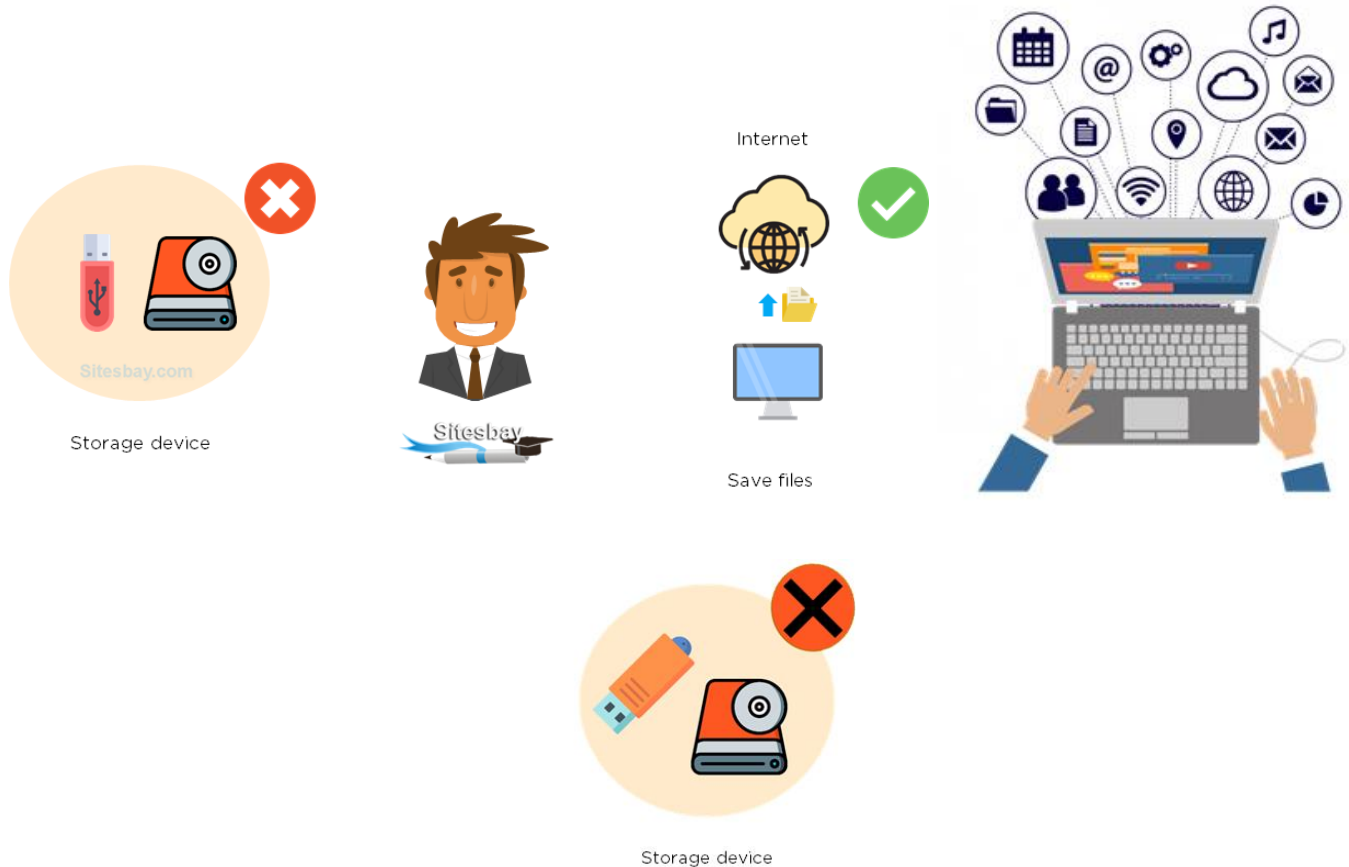 Internet
Sitesbay.com
Storage device
Sitesbay
Save files
@
Storage device